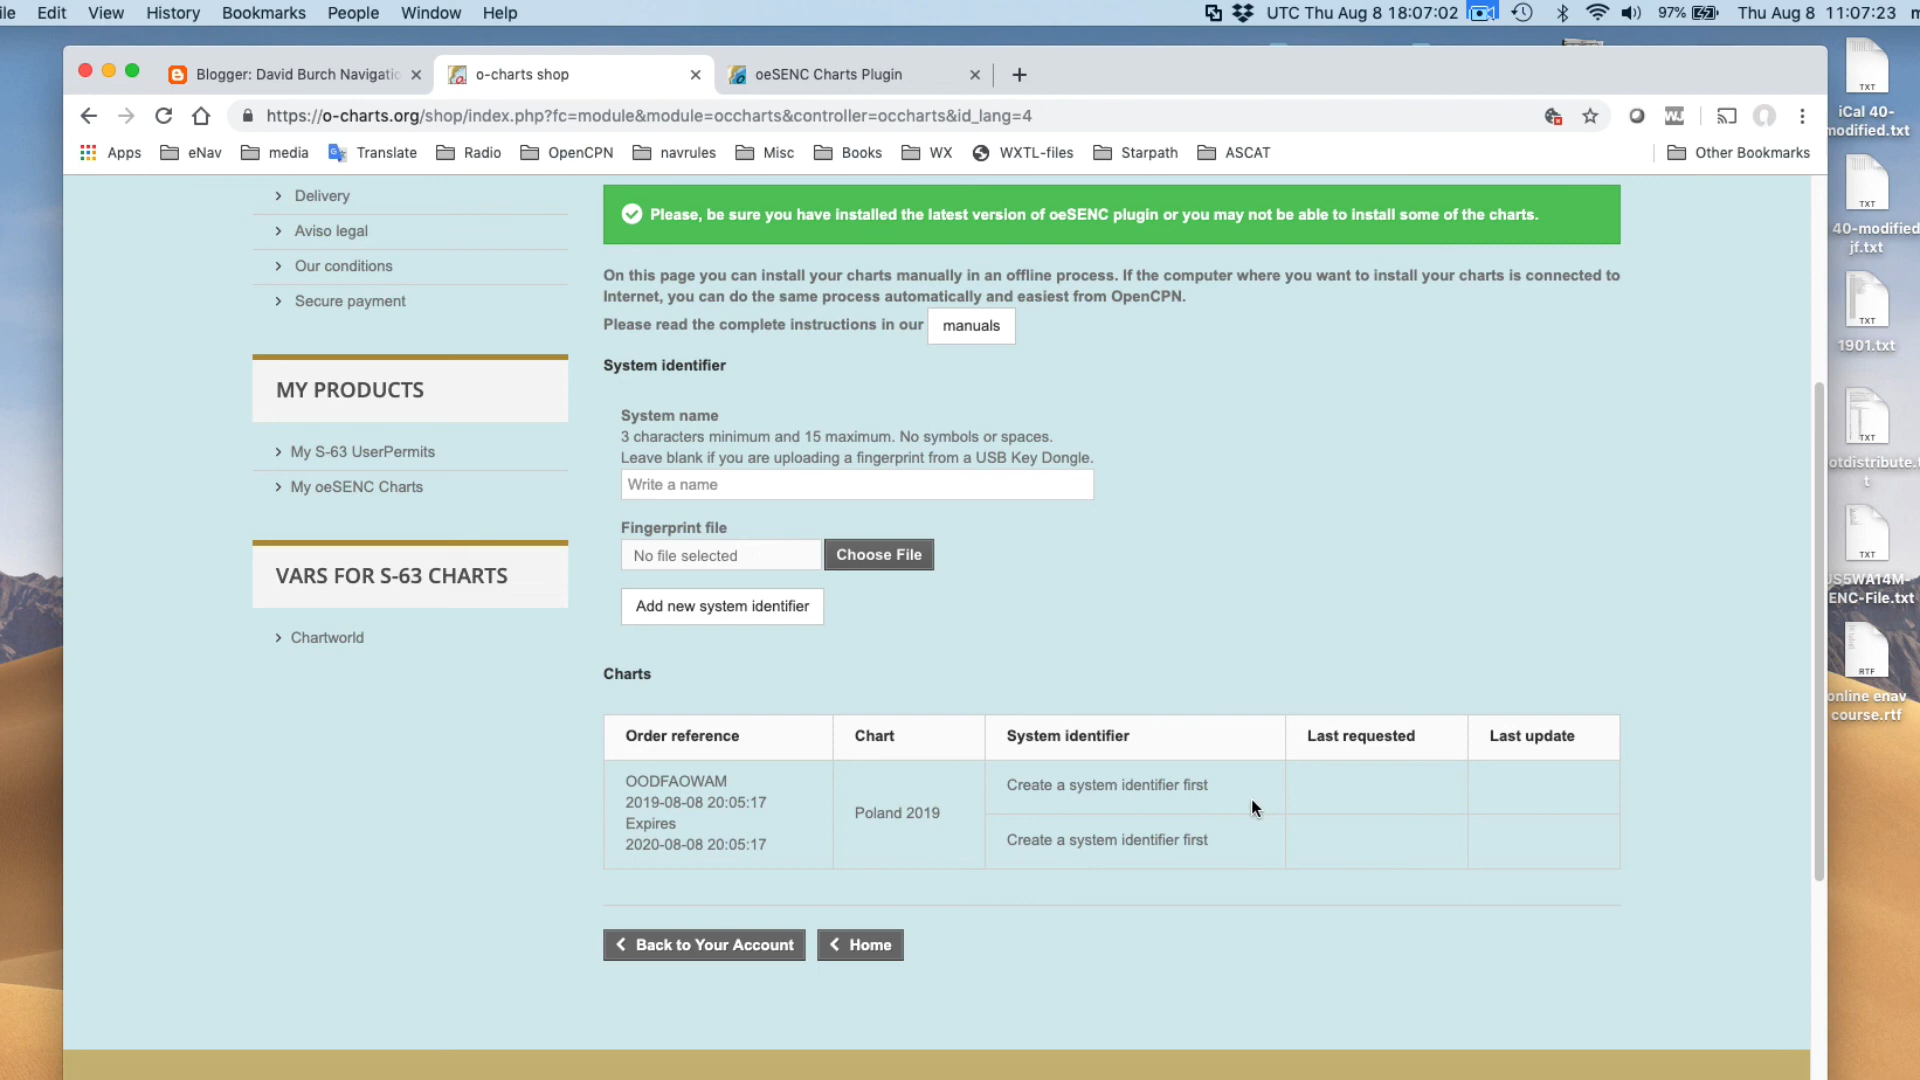 ile Edit View History Bookmarks People Window Help UTC Thu Aug 8 18:07:02 97% Thu Aug 8 11:07:23
Blogger: David Burch Navigatio o-charts shop oeSENC Charts Plugin
https://o-charts.org/shop/index.php?fc=module&module=occharts&controller=occharts&id_lang=4
Apps eNav media Translate Radio OpenCPN navrules Misc Books WX WXTL-files Starpath ASCAT Other Bookmarks
Delivery
Aviso legal
Our conditions
Secure payment
MY PRODUCTS
My S-63 UserPermits
My oeSENC Charts
VARS FOR S-63 CHARTS
Chartworld
Please, be sure you have installed the latest version of oeSENC plugin or you may not be able to install some of the charts.
On this page you can install your charts manually in an offline process. If the computer where you want to install your charts is connected to
Internet, you can do the same process automatically and easiest from OpenCPN.
Please read the complete instructions in our manuals
System identifier
System name
3 characters minimum and 15 maximum. No symbols or spaces.
Leave blank if you are uploading a fingerprint from a USB Key Dongle.
Write a name
Fingerprint file
No file selected Choose File
Add new system identifier
Charts
Order reference Chart System identifier Last requested Last update
OODFAOWAM
2019-08-08 20:05:17
Expires
2020-08-08 20:05:17
Poland 2019
Create a system identifier first
Create a system identifier first
Back to Your Account Home
TXT
iCal 40-
modified.txt
TXT
40-modified
jf.txt
TXT
1901.txt
TXT
otdistribute.t
t
TXT
US5WA14M-
ENC-File.txt
RTF
online enav
course.rtf